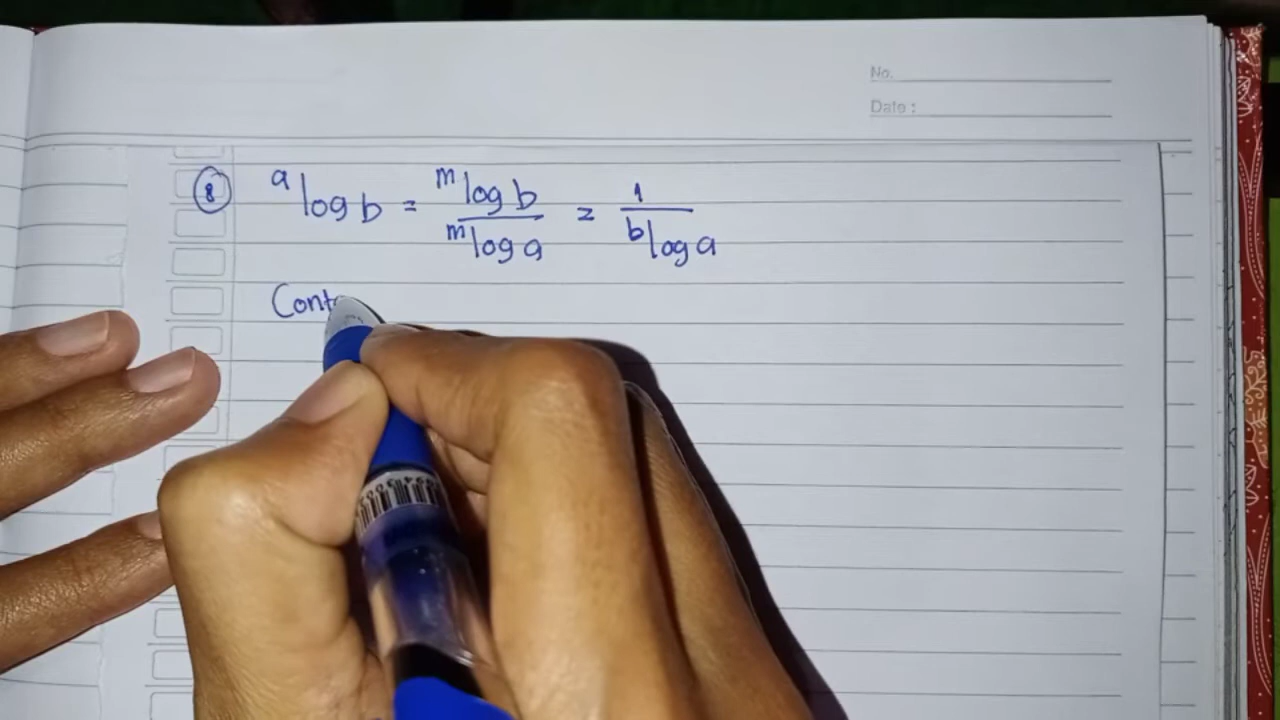 No.
Date :
⑧ ᵃlog b = ᵐlog b / ᵐlog a = 1 / ᵇlog a
Cont